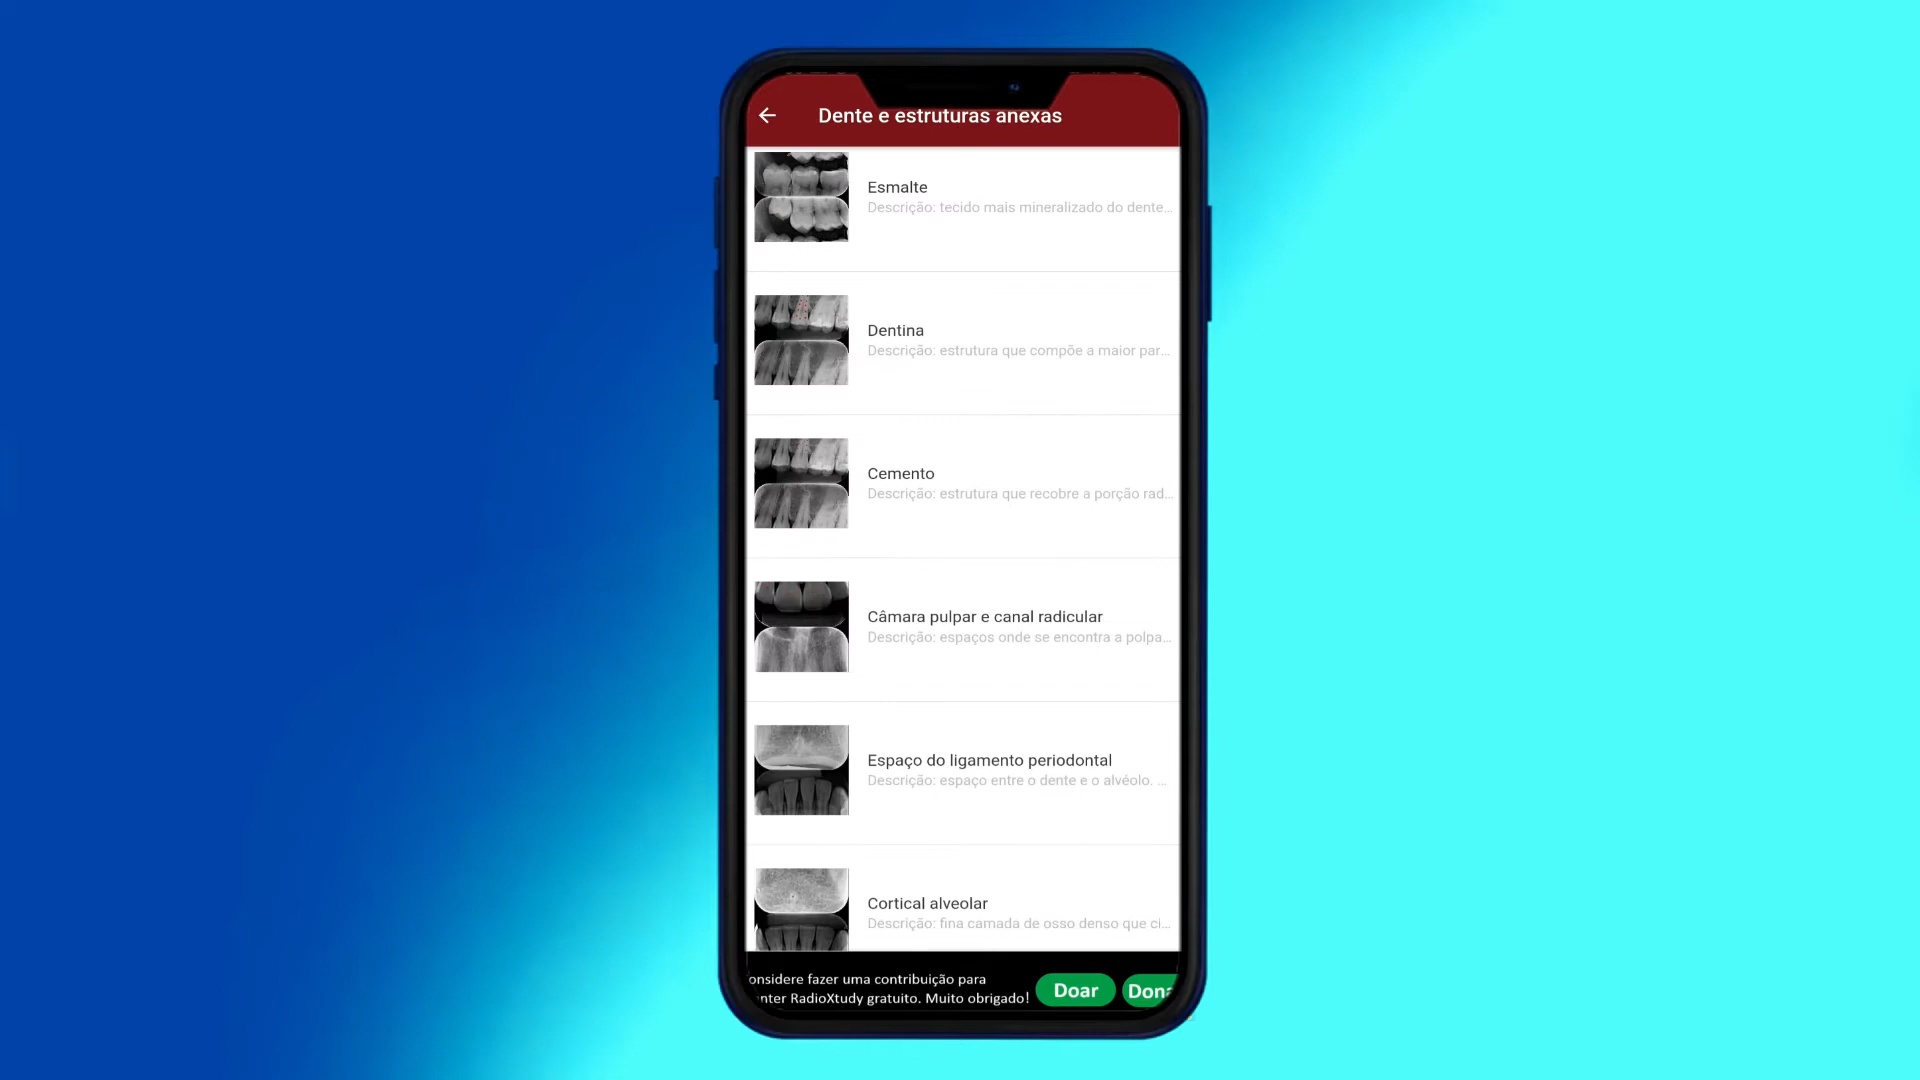 Dente e estruturas anexas
Esmalte
Descrição: tecido mais mineralizado do dente...
Dentina
Descrição: estrutura que compõe a maior par...
Cemento
Descrição: estrutura que recobre a porção rad...
Câmara pulpar e canal radicular
Descrição: espaços onde se encontra a polpa...
Espaço do ligamento periodontal
Descrição: espaço entre o dente e o alvéolo. ...
Cortical alveolar
Descrição: fina camada de osso denso que ci...
onsidere fazer uma contribuição para
nter RadioXtudy gratuito. Muito obrigado!
Doar
Dona